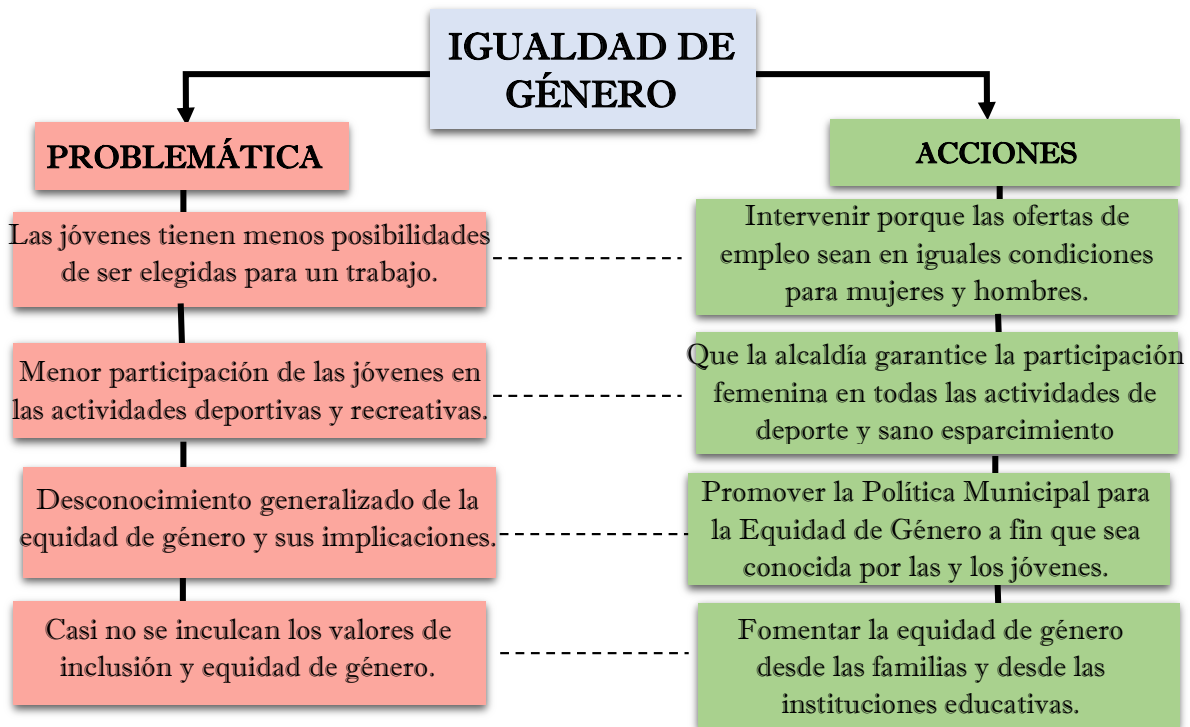 IGUALDAD DE
GÉNERO
PROBLEMÁTICA
Las jóvenes tienen menos posibilidades
de ser elegidas para un trabajo.
Menor participación de las jóvenes en
las actividades deportivas y recreativas.
Desconocimiento generalizado de la
equidad de género y sus implicaciones.
Casi no se inculcan los valores de
inclusión y equidad de género.
ACCIONES
Intervenir porque las ofertas de
empleo sean en iguales condiciones
para mujeres y hombres.
Que la alcaldía garantice la participación
femenina en todas las actividades de
deporte y sano esparcimiento
Promover la Política Municipal para
la Equidad de Género a fin que sea
conocida por las y los jóvenes.
Fomentar la equidad de género
desde las familias y desde las
instituciones educativas.